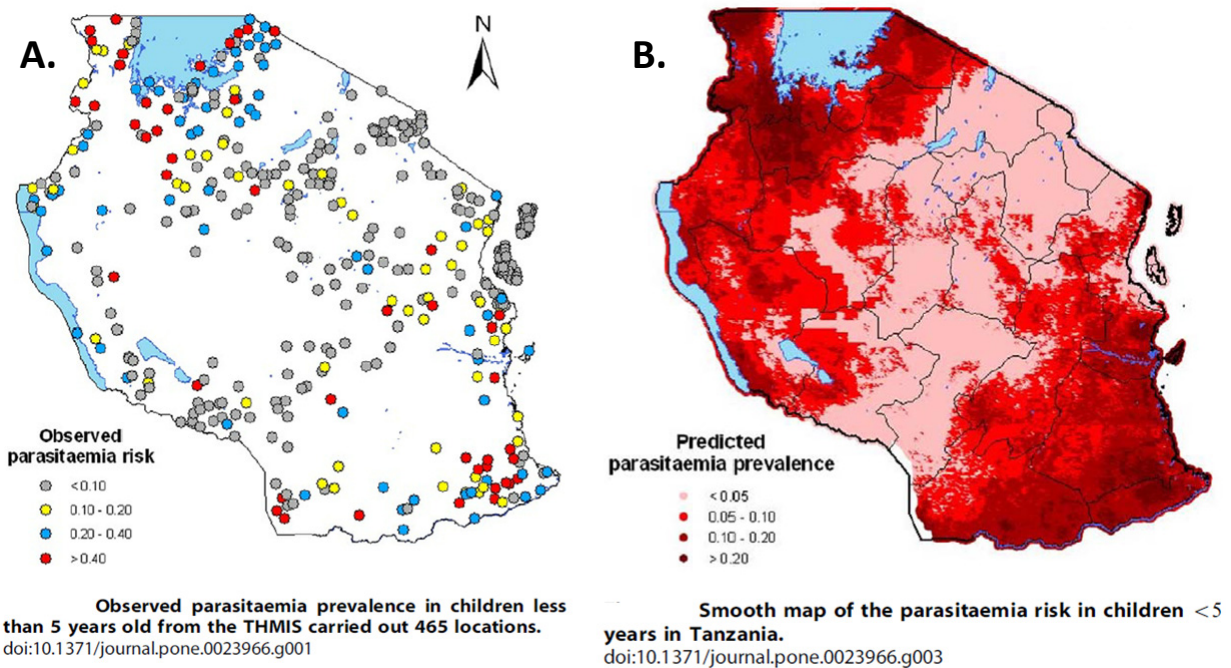 A.
N
Observed
parasitaemia risk
<0.10
0.10 - 0.20
0.20 - 0.40
>0.40
Observed parasitaemia prevalence in children less
than 5 years old from the THMIS carried out 465 locations.
doi:10.1371/journal.pone.0023966.g001
B.
Predicted
parasitaemia prevalence
<0.05
0.05 - 0.10
0.10 - 0.20
>0.20
Smooth map of the parasitaemia risk in children <5
years in Tanzania.
doi:10.1371/journal.pone.0023966.g003